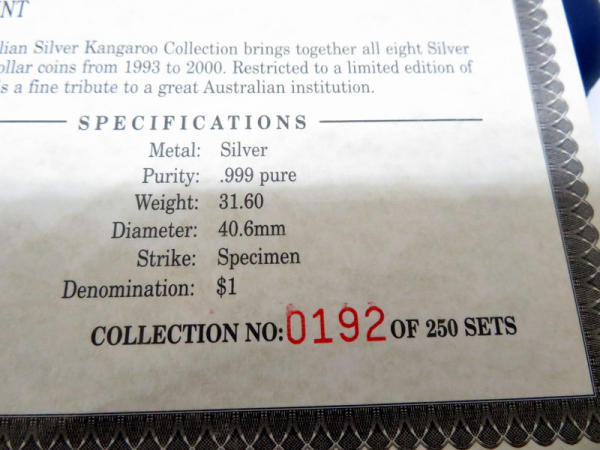 NT
lian Silver Kangaroo Collection brings together all eight Silver
ollar coins from 1993 to 2000. Restricted to a limited edition of
is a fine tribute to a great Australian institution.
SPECIFICATIONS
Metal: Silver
Purity: .999 pure
Weight: 31.60
Diameter: 40.6mm
Strike: Specimen
Denomination: $1
COLLECTION NO: 0192 OF 250 SETS